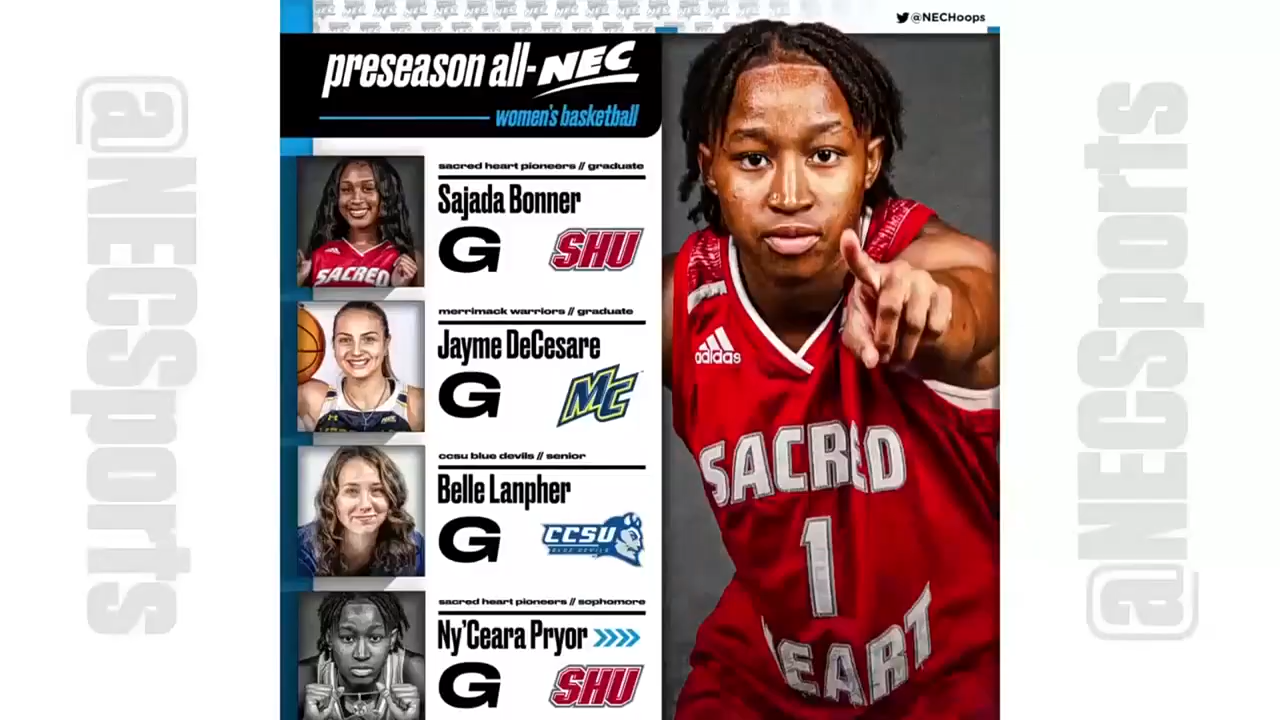 @NECHoops
preseason all-NEC
women's basketball
sacred heart pioneers // graduate
Sajada Bonner
G SHU
SACRED
merrimack warriors // graduate
Jayme DeCesare
G MC
ccsu blue devils // senior
Belle Lanpher
G CCSU
BLUE DEVILS
sacred heart pioneers // sophomore
Ny'Ceara Pryor
G SHU
adidas
SACRED
1
HEART
@NECSports
@NECSports